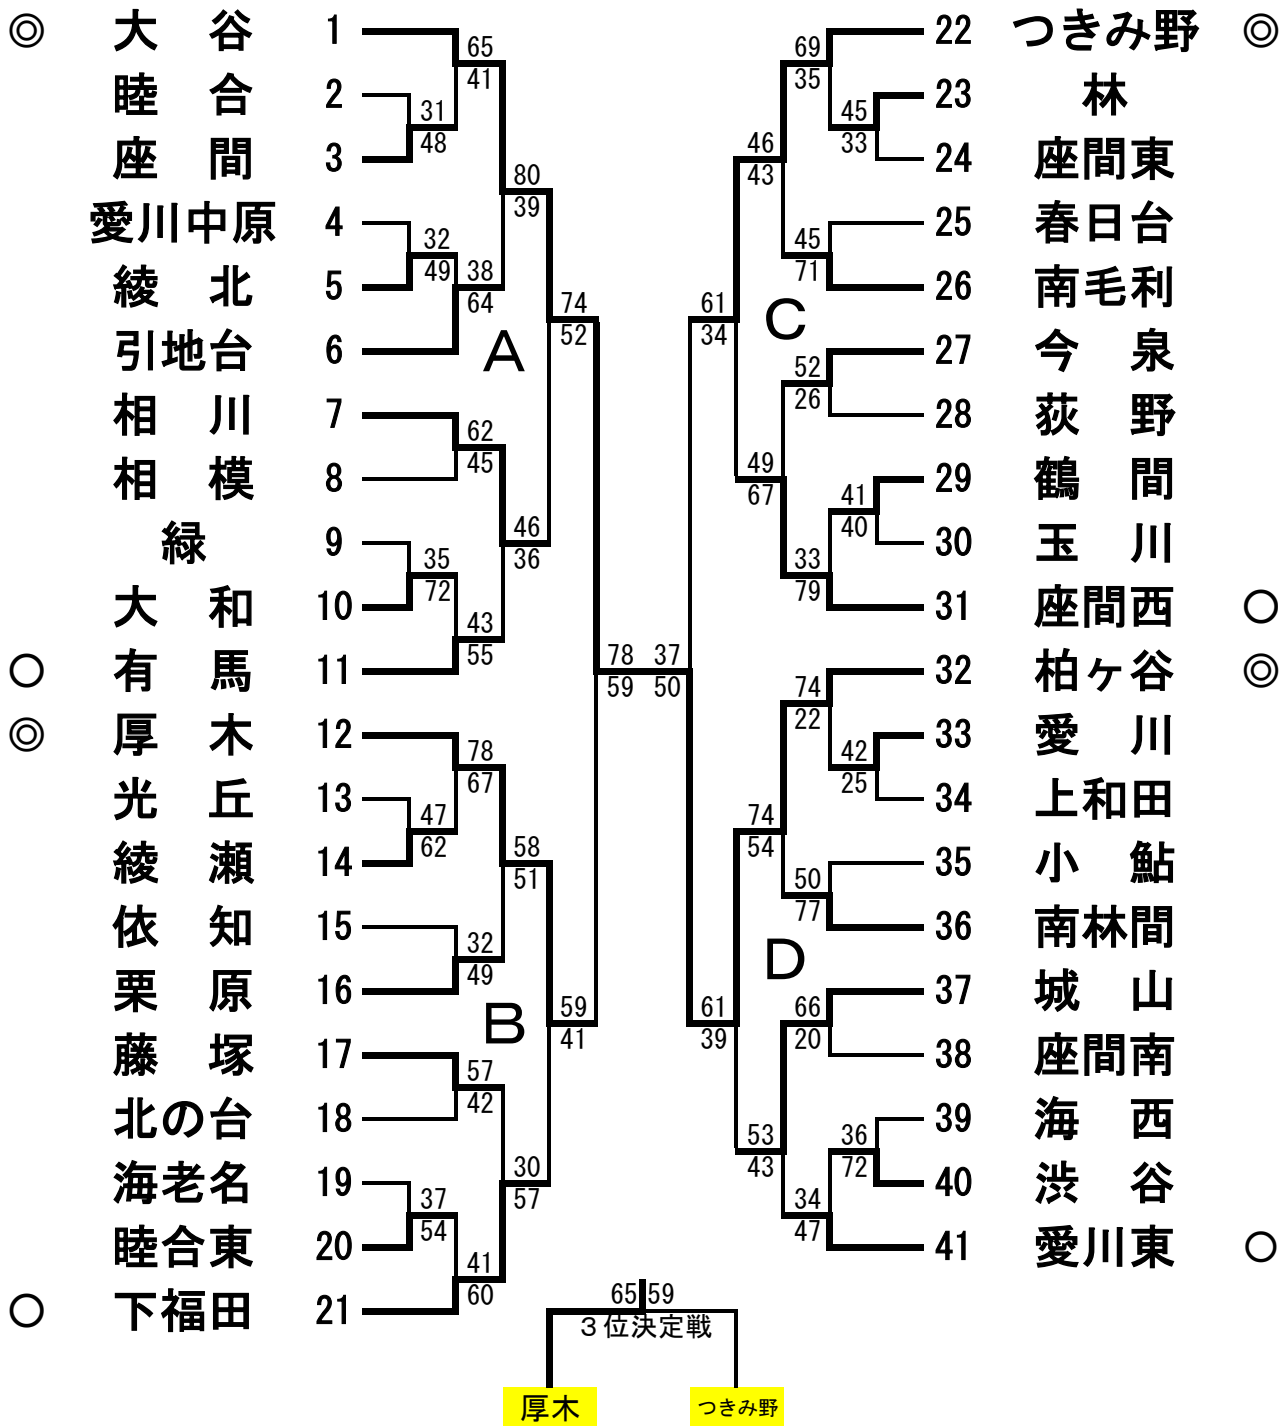 ◎ 大 谷 1
睦 合 2
座 間 3
愛川中原 4
綾 北 5
引地台 6
相 川 7
相 模 8
緑 9
大 和 10
○ 有 馬 11
◎ 厚 木 12
光 丘 13
綾 瀬 14
依 知 15
栗 原 16
藤 塚 17
北の台 18
海老名 19
睦合東 20
○ 下福田 21
65
41
31
48
80
39
32
49
38
64
A
74
52
62
45
46
36
35
72
43
55
78
59
78
67
47
62
58
51
32
49
B
59
41
57
42
30
57
37
54
41
60
22 つきみ野 ◎
23 林
24 座間東
25 春日台
26 南毛利
27 今 泉
28 荻 野
29 鶴 間
30 玉 川
31 座間西 ○
32 柏ヶ谷 ◎
33 愛 川
34 上和田
35 小 鮎
36 南林間
37 城 山
38 座間南
39 海 西
40 渋 谷
41 愛川東 ○
69
35
45
33
46
43
45
71
61
34
C
52
26
49
67
41
40
33
79
37
50
74
22
42
25
74
54
50
77
D
61
39
66
20
53
43
36
72
34
47
65 59
3位決定戦
厚木 つきみ野